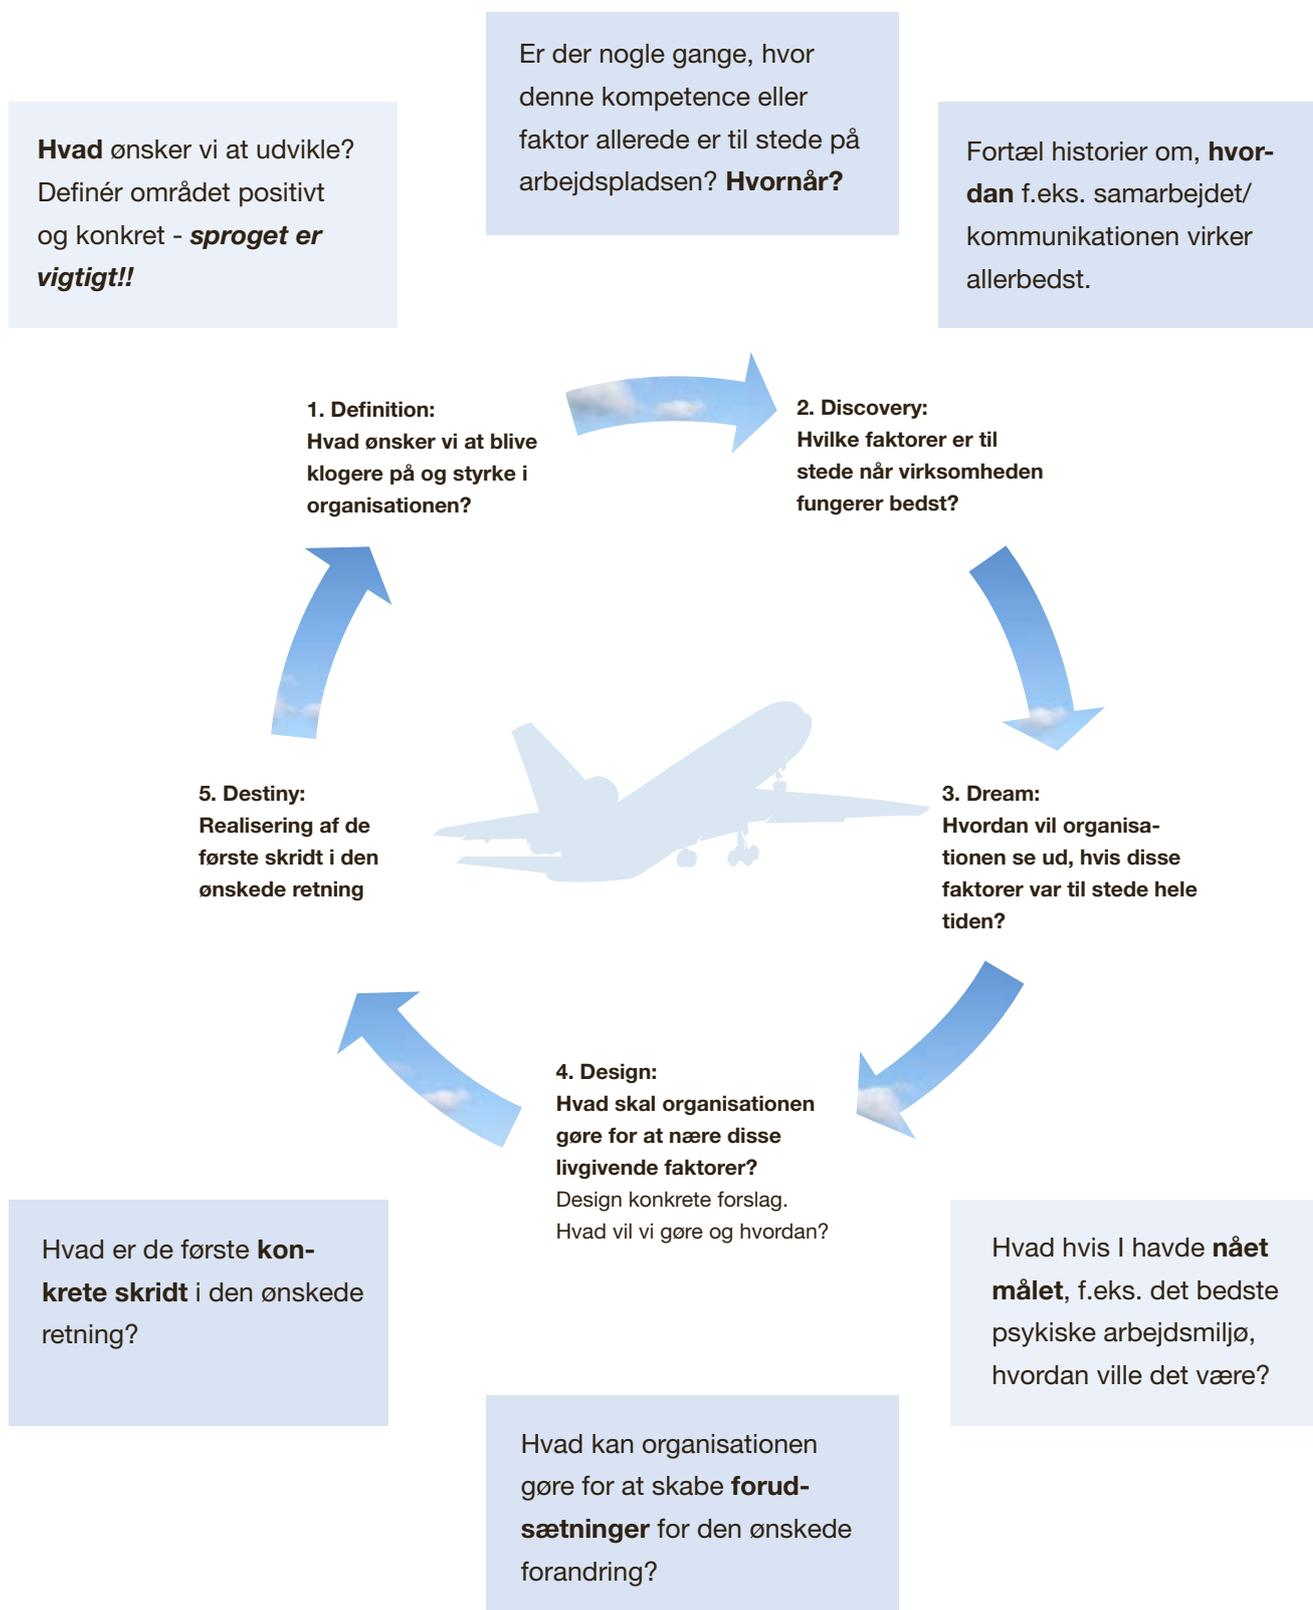 Er der nogle gange, hvor
denne kompetence eller
faktor allerede er til stede på
arbejdspladsen? Hvornår?
Hvad ønsker vi at udvikle?
Definér området positivt
og konkret - sproget er
vigtigt!!
Fortæl historier om, hvor-
dan f.eks. samarbejdet/
kommunikationen virker
allerbedst.
1. Definition:
Hvad ønsker vi at blive
klogere på og styrke i
organisationen?
2. Discovery:
Hvilke faktorer er til
stede når virksomheden
fungerer bedst?
3. Dream:
Hvordan vil organisa-
tionen se ud, hvis disse
faktorer var til stede hele
tiden?
4. Design:
Hvad skal organisationen
gøre for at nære disse
livgivende faktorer?
Design konkrete forslag.
Hvad vil vi gøre og hvordan?
5. Destiny:
Realisering af de
første skridt i den
ønskede retning
Hvad er de første kon-
krete skridt i den ønskede
retning?
Hvad hvis I havde nået
målet, f.eks. det bedste
psykiske arbejdsmiljø,
hvordan ville det være?
Hvad kan organisationen
gøre for at skabe forud-
sætninger for den ønskede
forandring?